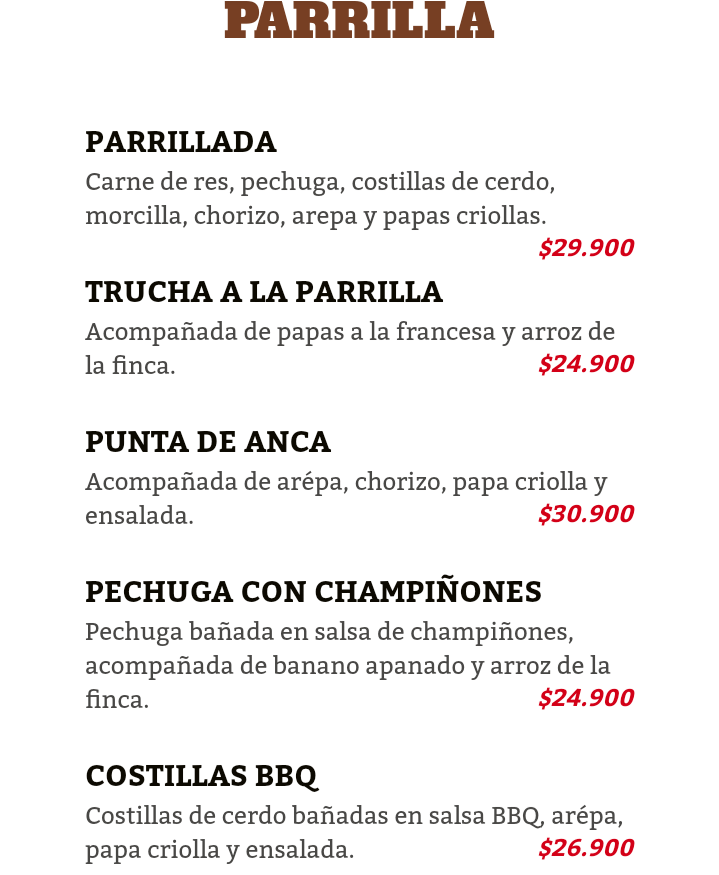 PARRILLA
PARRILLADA
Carne de res, pechuga, costillas de cerdo,
morcilla, chorizo, arepa y papas criollas.
$29.900
TRUCHA A LA PARRILLA
Acompañada de papas a la francesa y arroz de
la finca. $24.900
PUNTA DE ANCA
Acompañada de arépa, chorizo, papa criolla y
ensalada. $30.900
PECHUGA CON CHAMPIÑONES
Pechuga bañada en salsa de champiñones,
acompañada de banano apanado y arroz de la
finca. $24.900
COSTILLAS BBQ
Costillas de cerdo bañadas en salsa BBQ, arépa,
papa criolla y ensalada. $26.900